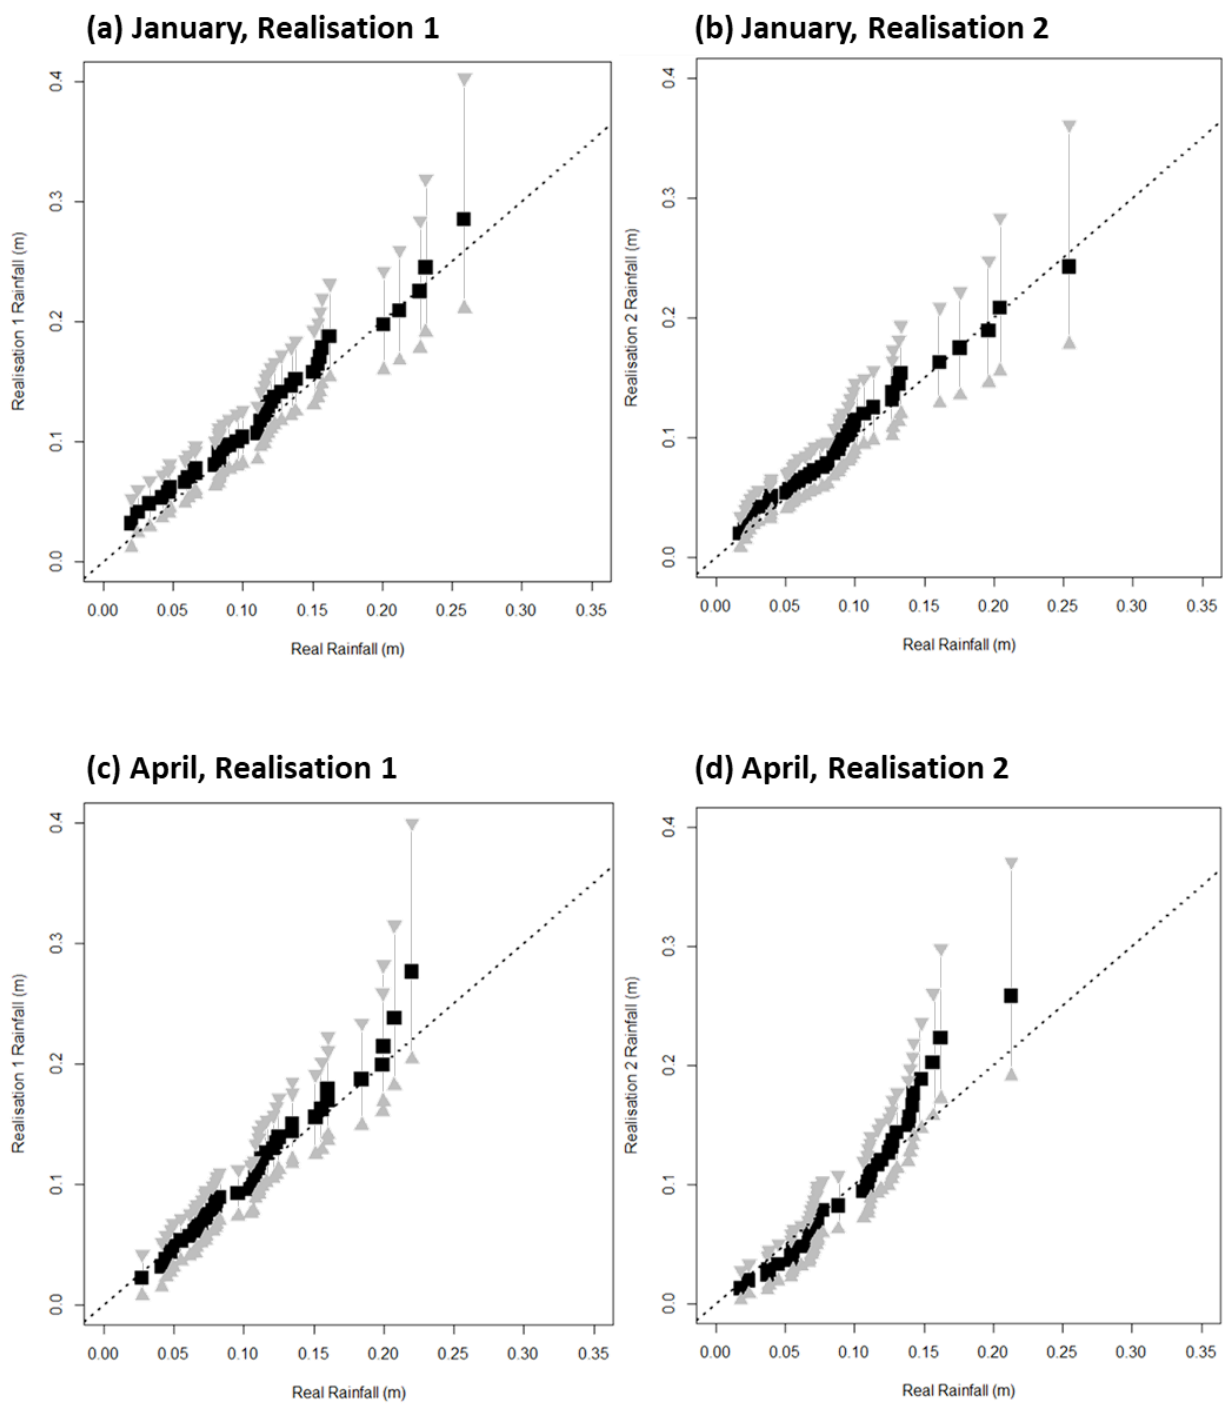 (a) January, Realisation 1
0.4
0.3
0.2
0.1
0.0
Realisation 1 Rainfall (m)
0.00 0.05 0.10 0.15 0.20 0.25 0.30 0.35
Real Rainfall (m)
(b) January, Realisation 2
0.4
0.3
0.2
0.1
0.0
Realisation 2 Rainfall (m)
0.00 0.05 0.10 0.15 0.20 0.25 0.30 0.35
Real Rainfall (m)
(c) April, Realisation 1
0.4
0.3
0.2
0.1
0.0
Realisation 1 Rainfall (m)
0.00 0.05 0.10 0.15 0.20 0.25 0.30 0.35
Real Rainfall (m)
(d) April, Realisation 2
0.4
0.3
0.2
0.1
0.0
Realisation 2 Rainfall (m)
0.00 0.05 0.10 0.15 0.20 0.25 0.30 0.35
Real Rainfall (m)